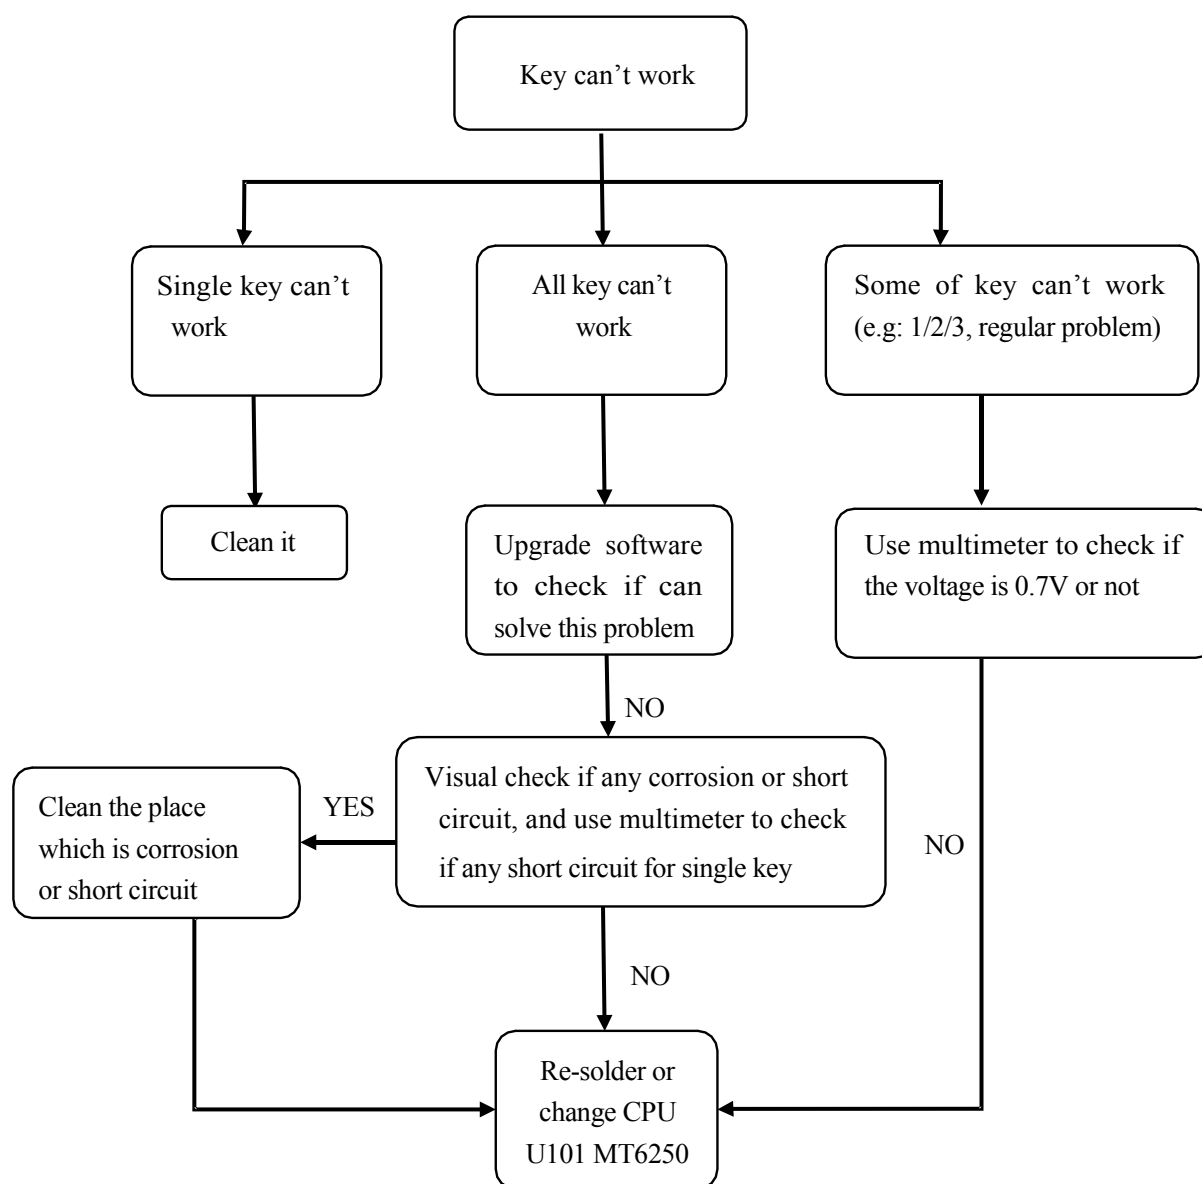 Key can’t work
Single key can’t
work
All key can’t
work
Some of key can’t work
(e.g: 1/2/3, regular problem)
Clean it
Upgrade software
to check if can
solve this problem
Use multimeter to check if
the voltage is 0.7V or not
NO
Visual check if any corrosion or short
circuit, and use multimeter to check
if any short circuit for single key
YES
Clean the place
which is corrosion
or short circuit
NO
NO
Re-solder or
change CPU
U101 MT6250